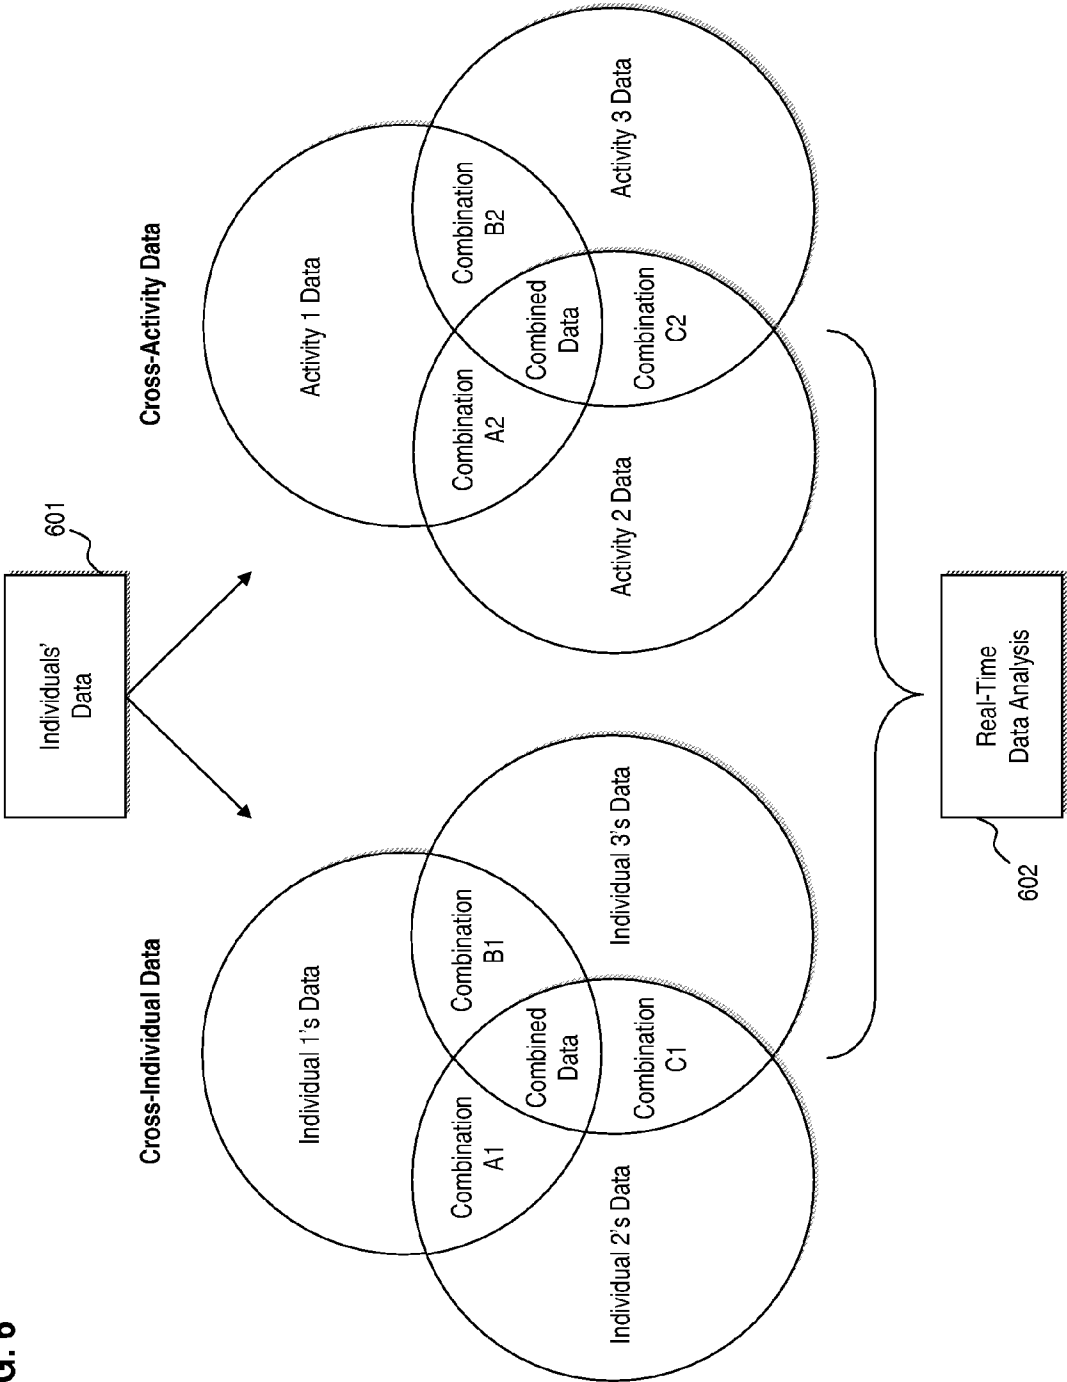 G. 6
Individuals'
Data
601
Cross-Individual Data
Individual 1's Data
Combination
A1
Combination
B1
Combined
Data
Combination
C1
Individual 2's Data
Individual 3's Data
Cross-Activity Data
Activity 1 Data
Combination
A2
Combination
B2
Combined
Data
Combination
C2
Activity 2 Data
Activity 3 Data
Real-Time
Data Analysis
602